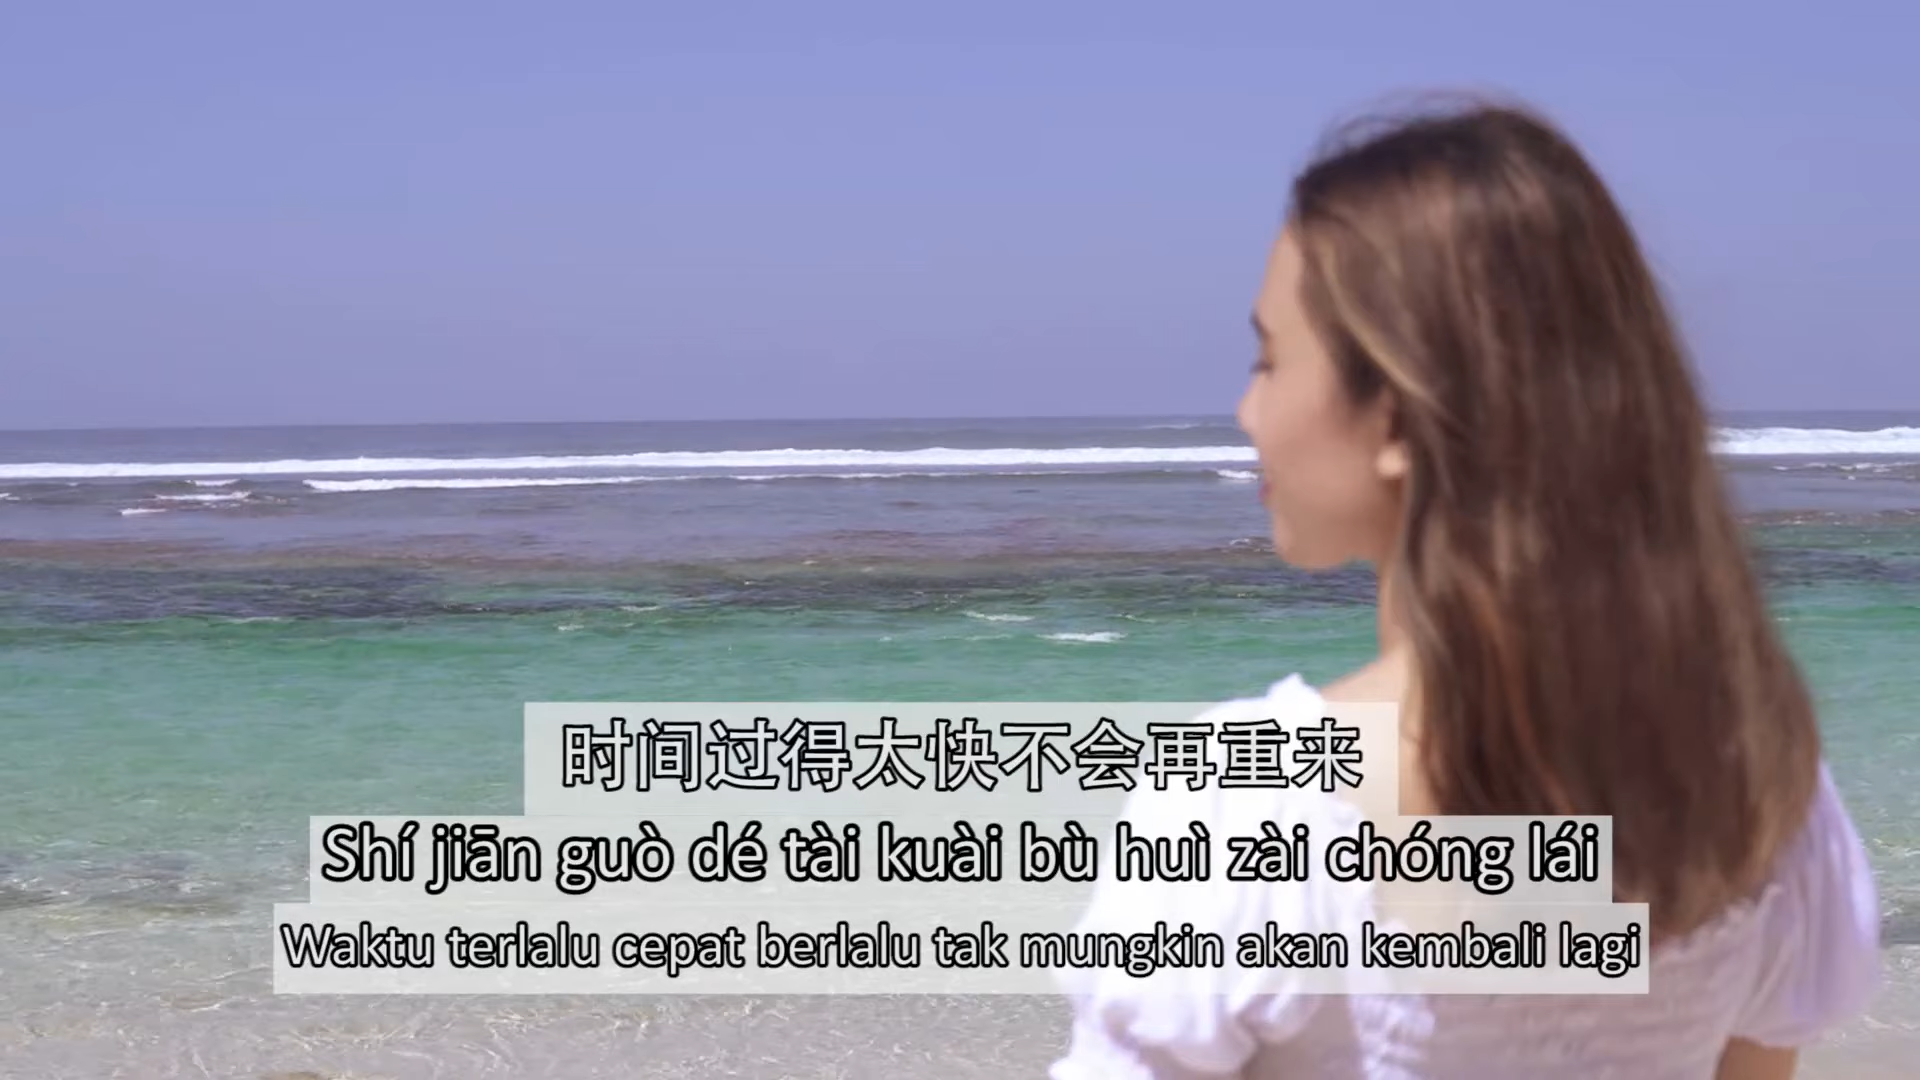 时间过得太快不会再重来
Shí jiān guò dé tài kuài bù huì zài chóng lái
Waktu terlalu cepat berlalu tak mungkin akan kembali lagi